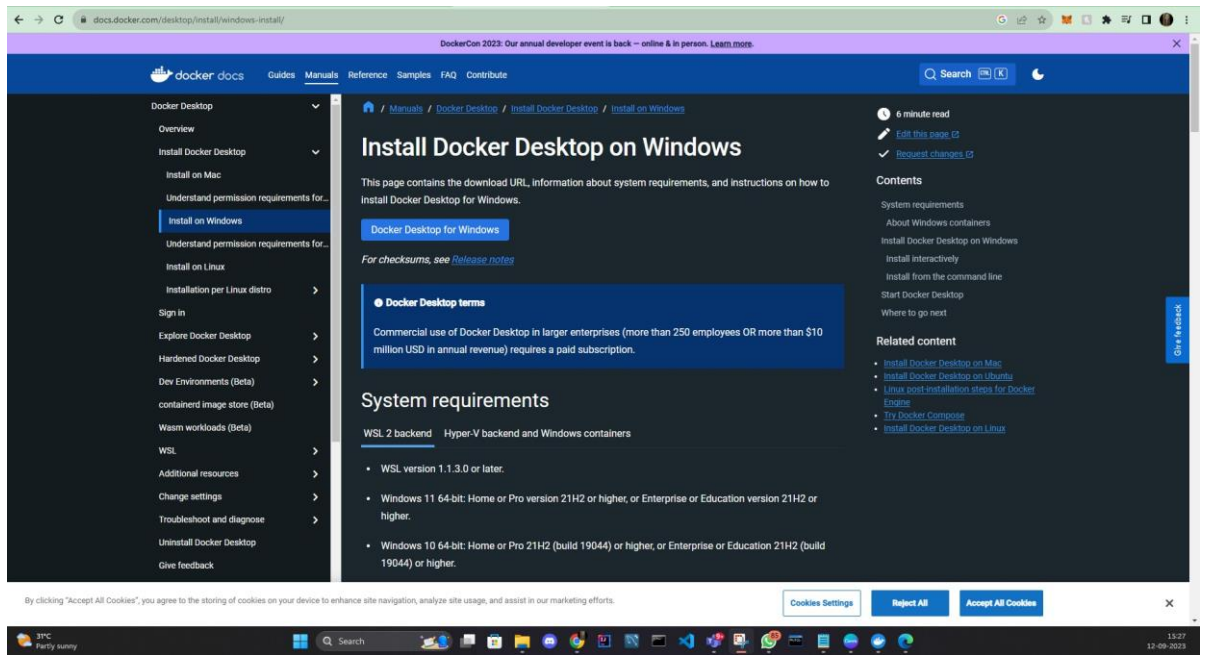 docs.docker.com/desktop/install/windows-install/
DockerCon 2023: Our annual developer event is back — online & in person. Learn more.
docker docs Guides Manuals Reference Samples FAQ Contribute Search K
Docker Desktop
Overview
Install Docker Desktop
Install on Mac
Understand permission requirements for...
Install on Windows
Understand permission requirements for...
Install on Linux
Installation per Linux distro
Sign in
Explore Docker Desktop
Hardened Docker Desktop
Dev Environments (Beta)
containerd image store (Beta)
Wasm workloads (Beta)
WSL
Additional resources
Change settings
Troubleshoot and diagnose
Uninstall Docker Desktop
Give feedback
/ Manuals / Docker Desktop / Install Docker Desktop / Install on Windows
Install Docker Desktop on Windows
This page contains the download URL, information about system requirements, and instructions on how to
install Docker Desktop for Windows.
Docker Desktop for Windows
For checksums, see Release notes
Docker Desktop terms
Commercial use of Docker Desktop in larger enterprises (more than 250 employees OR more than $10
million USD in annual revenue) requires a paid subscription.
System requirements
WSL 2 backend Hyper-V backend and Windows containers
• WSL version 1.1.3.0 or later.
• Windows 11 64-bit: Home or Pro version 21H2 or higher, or Enterprise or Education version 21H2 or
higher.
• Windows 10 64-bit: Home or Pro 21H2 (build 19044) or higher, or Enterprise or Education 21H2 (build
19044) or higher.
6 minute read
Edit this page
Request changes
Contents
System requirements
About Windows containers
Install Docker Desktop on Windows
Install interactively
Install from the command line
Start Docker Desktop
Where to go next
Related content
• Install Docker Desktop on Mac
• Install Docker Desktop on Ubuntu
• Linux post-installation steps for Docker
Engine
• Try Docker Compose
• Install Docker Desktop on Linux
Give feedback
By clicking "Accept All Cookies", you agree to the storing of cookies on your device to enhance site navigation, analyze site usage, and assist in our marketing efforts.
Cookies Settings Reject All Accept All Cookies
31°C
Partly sunny
Search
15:27
12-09-2023